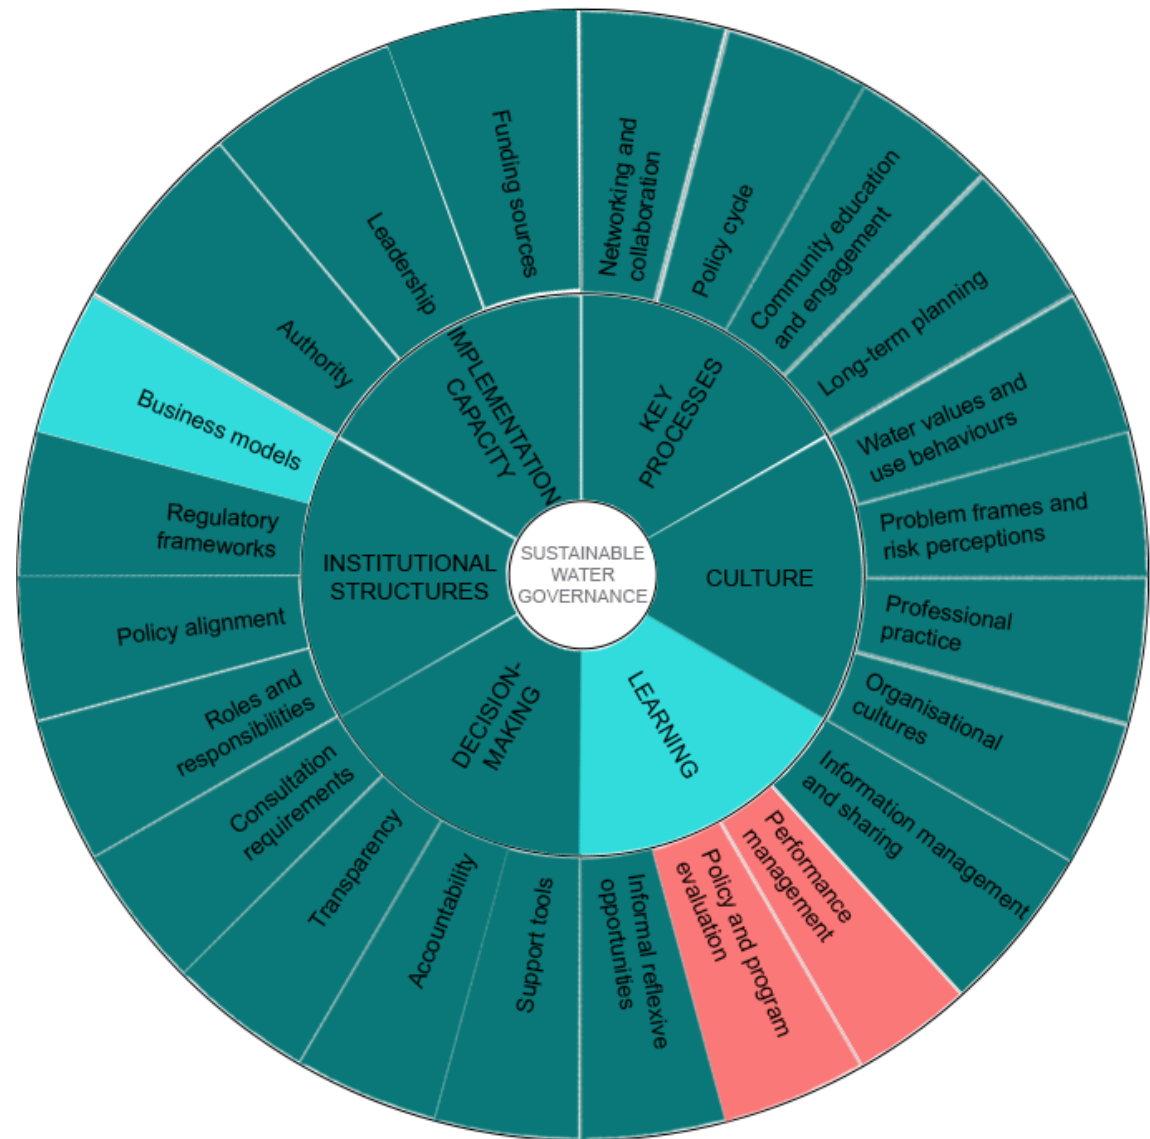 SUSTAINABLE
WATER
GOVERNANCE
KEY
PROCESSES
CULTURE
LEARNING
DECISION-
MAKING
INSTITUTIONAL
STRUCTURES
IMPLEMENTATION
CAPACITY
Networking and
collaboration
Policy cycle
Community education
and engagement
Long-term planning
Water values and
use behaviours
Problem frames and
risk perceptions
Professional
practice
Organisational
cultures
Information management
and sharing
Performance
management
Policy and program
evaluation
Informal reflexive
opportunities
Support tools
Accountability
Transparency
Consultation
requirements
Roles and
responsibilities
Policy alignment
Regulatory
frameworks
Business models
Authority
Leadership
Funding sources